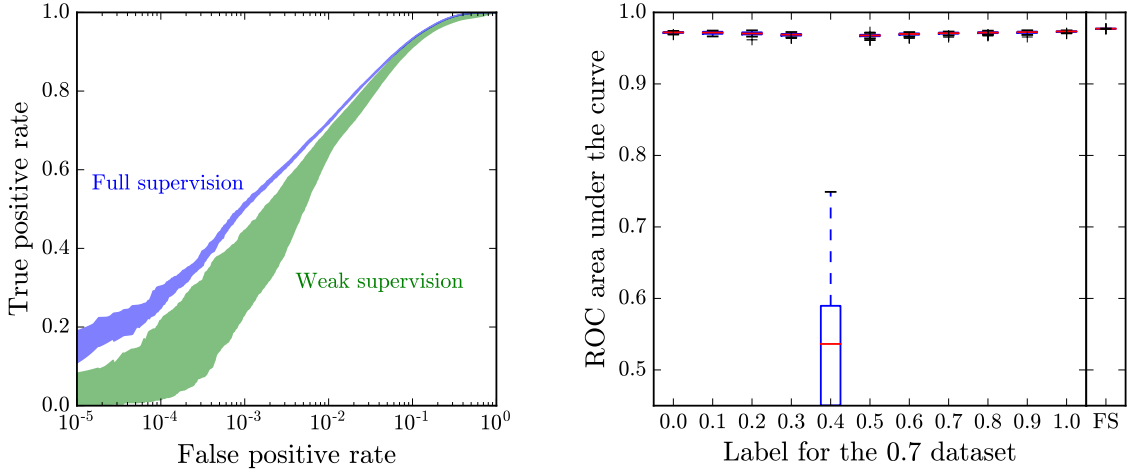 True positive rate
1.0
0.8
0.6
0.4
0.2
0.0
Full supervision
Weak supervision
10^-5 10^-4 10^-3 10^-2 10^-1 10^0
False positive rate
ROC area under the curve
1.0
0.9
0.8
0.7
0.6
0.5
0.0 0.1 0.2 0.3 0.4 0.5 0.6 0.7 0.8 0.9 1.0 FS
Label for the 0.7 dataset